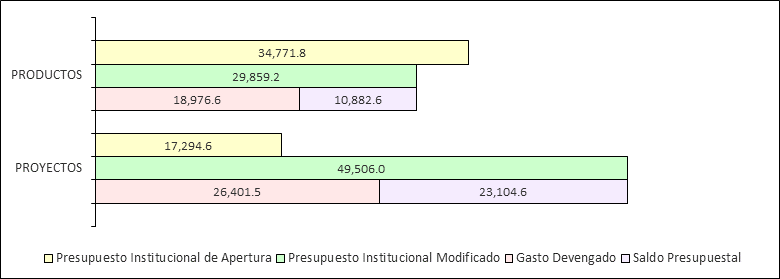 34,771.8
PRODUCTOS
29,859.2
18,976.6 10,882.6
17,294.6
PROYECTOS
49,506.0
26,401.5 23,104.6
Presupuesto Institucional de Apertura Presupuesto Institucional Modificado Gasto Devengado Saldo Presupuestal